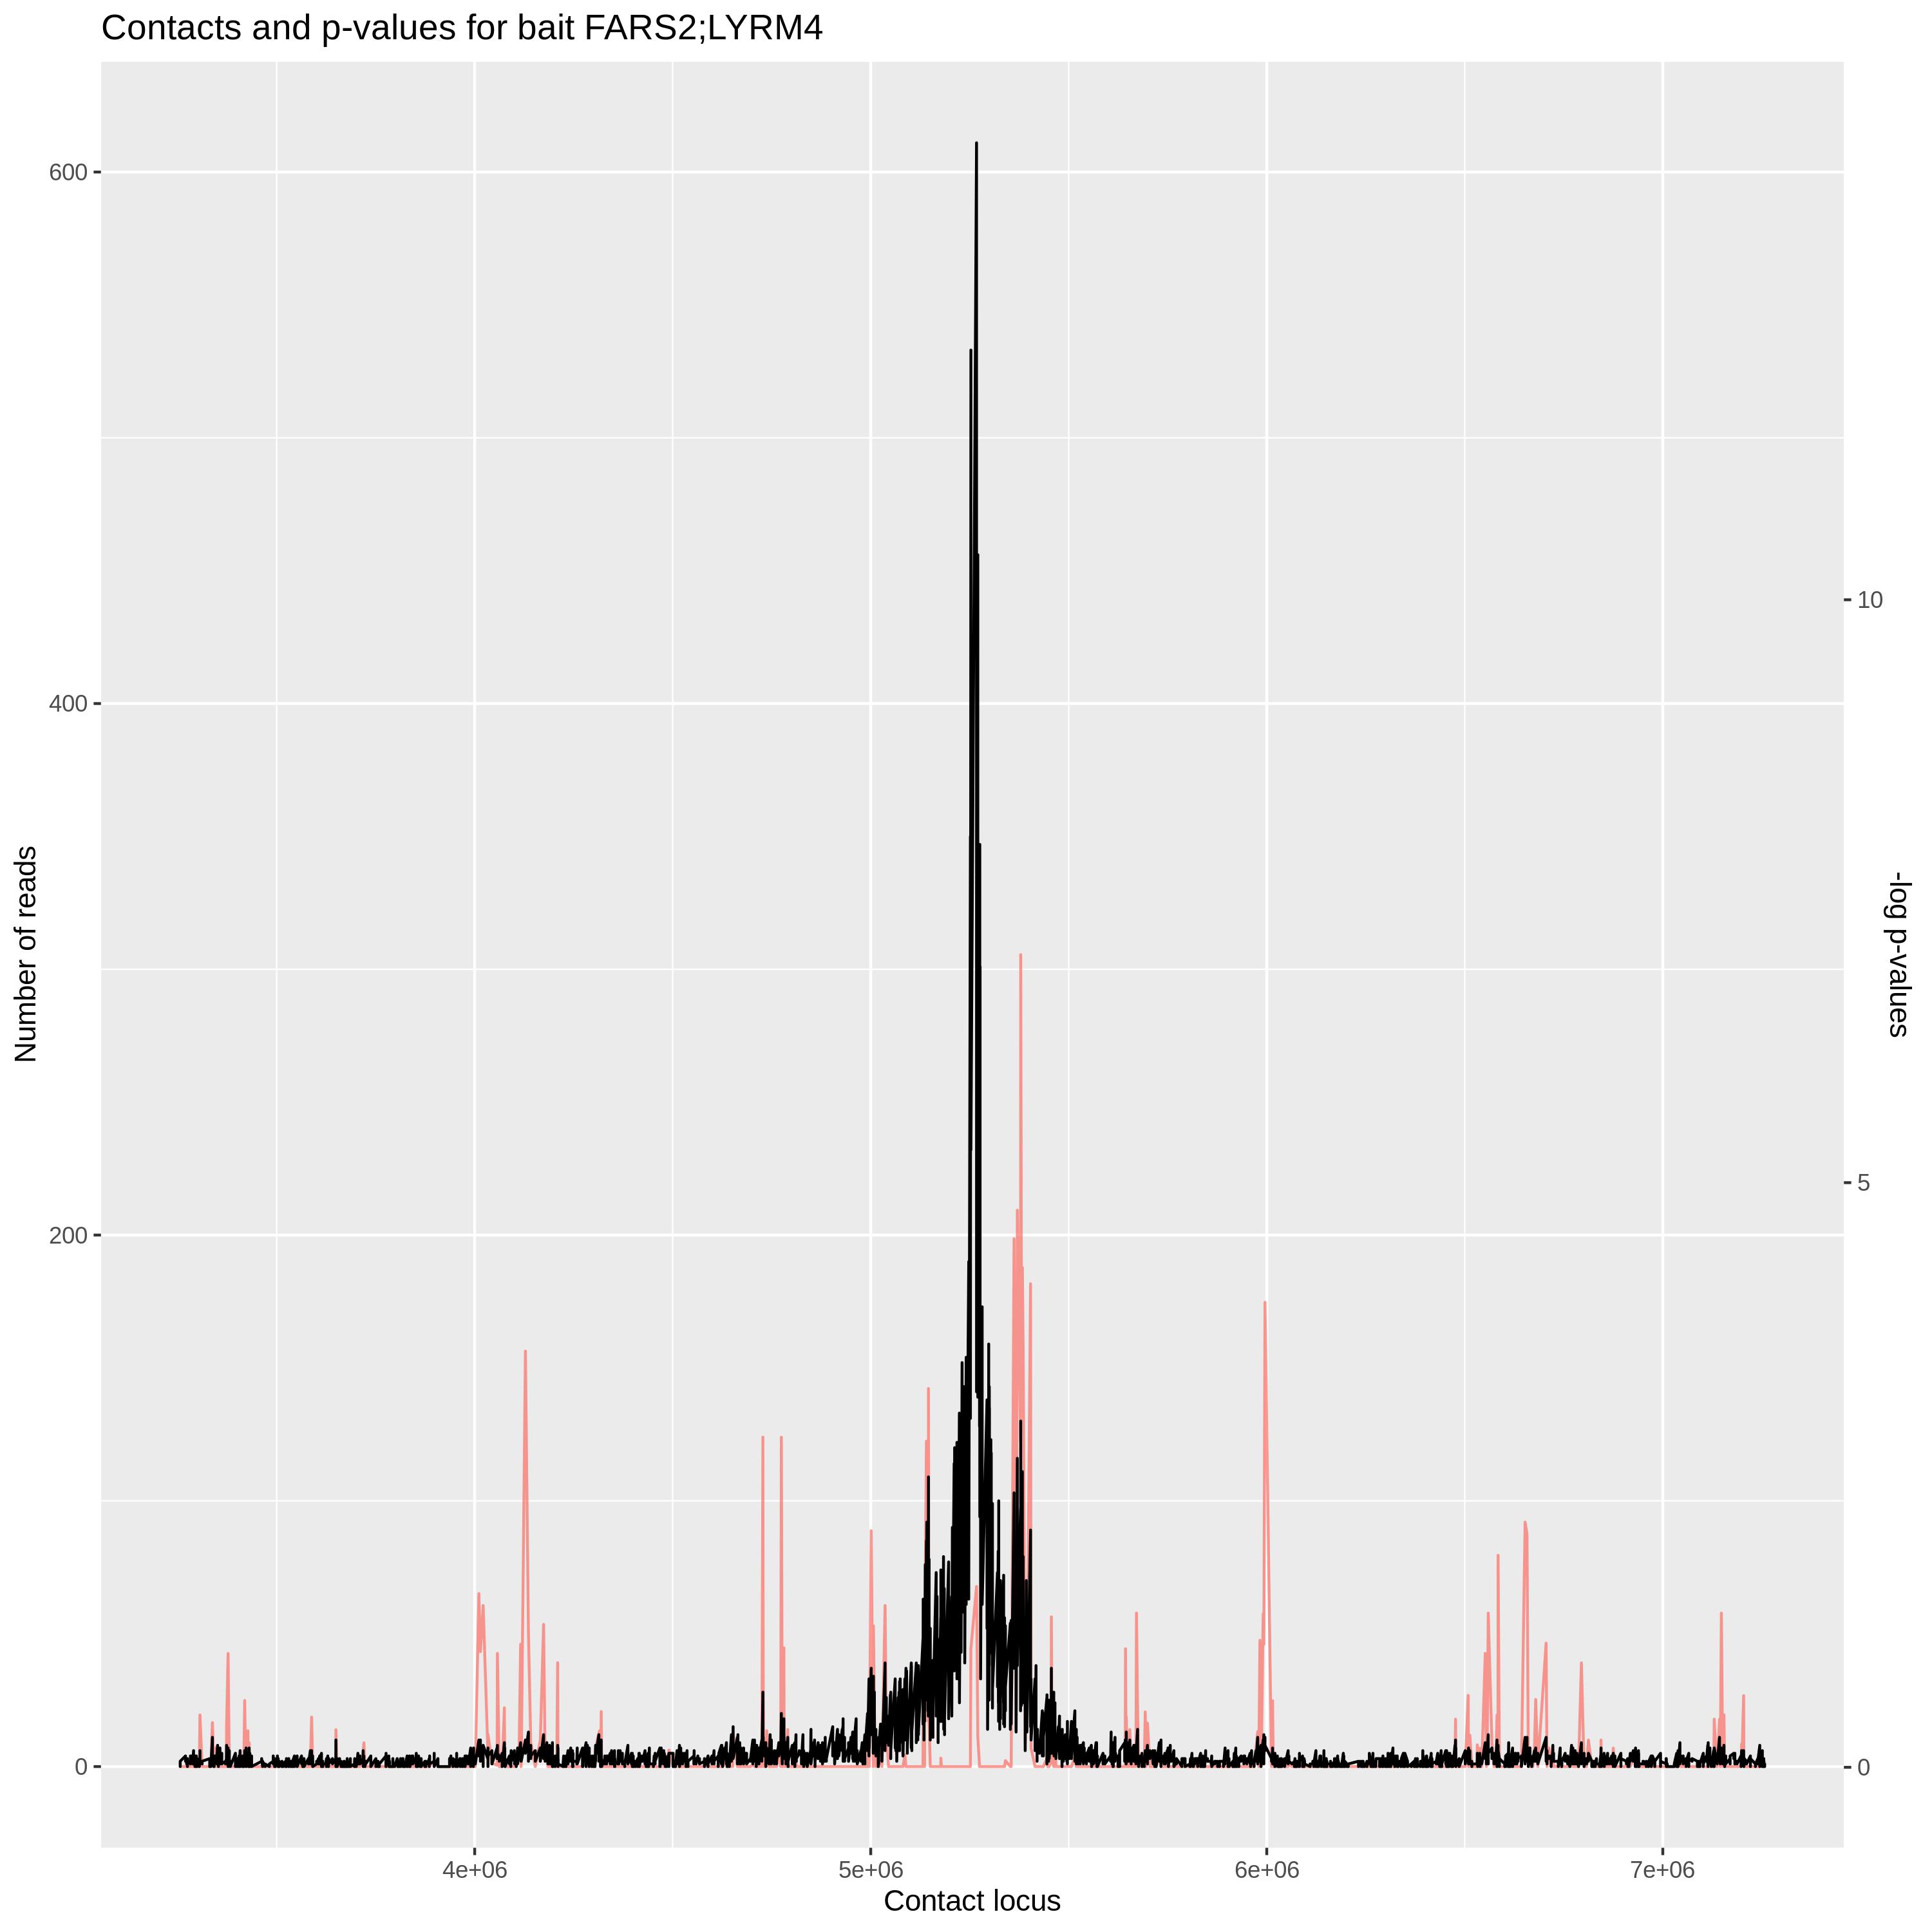 Contacts and p-values for bait FARS2;LYRM4
600
400
200
0
Number of reads
10
5
0
-log p-values
4e+06
5e+06
6e+06
7e+06
Contact locus